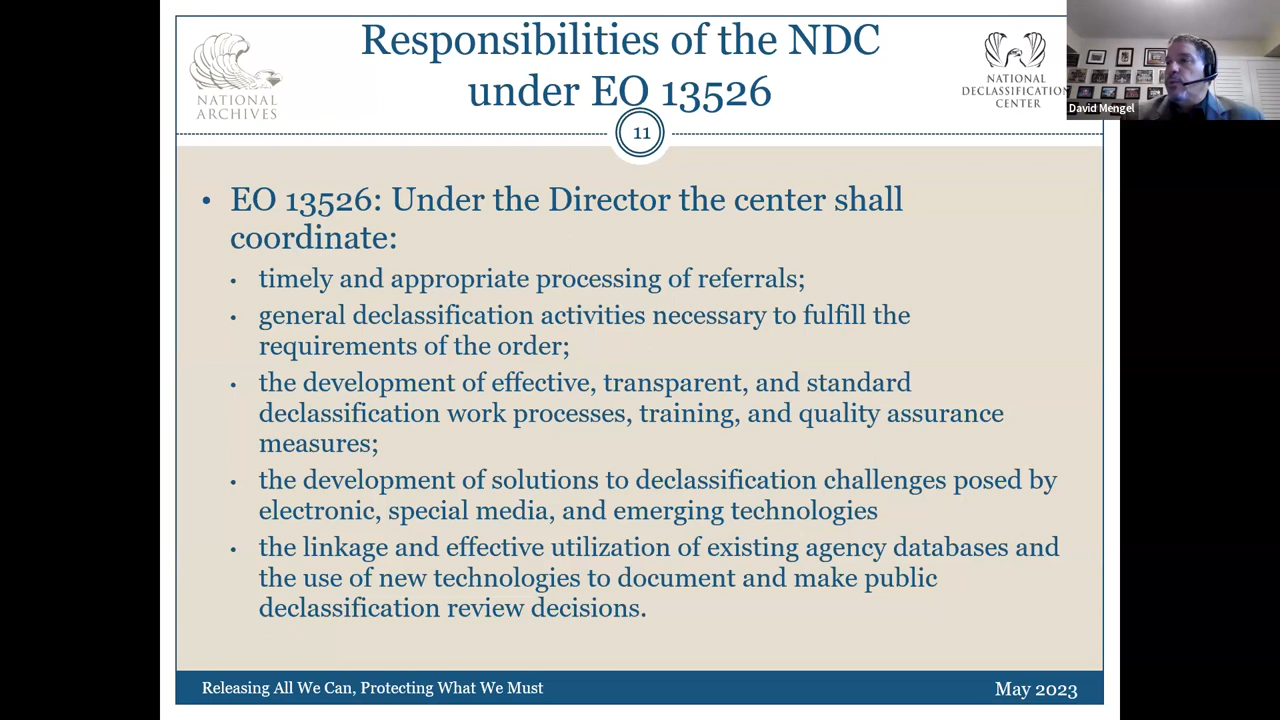 Responsibilities of the NDC
under EO 13526
NATIONAL
ARCHIVES
NATIONAL
DECLASSIFICATION
CENTER
David Mengel
11
• EO 13526: Under the Director the center shall
coordinate:
• timely and appropriate processing of referrals;
• general declassification activities necessary to fulfill the
requirements of the order;
• the development of effective, transparent, and standard
declassification work processes, training, and quality assurance
measures;
• the development of solutions to declassification challenges posed by
electronic, special media, and emerging technologies
• the linkage and effective utilization of existing agency databases and
the use of new technologies to document and make public
declassification review decisions.
Releasing All We Can, Protecting What We Must
May 2023